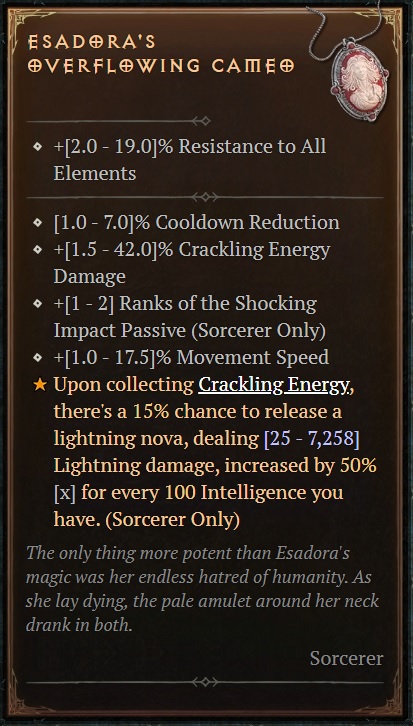 ESADORA'S
OVERFLOWING CAMEO
+[2.0 - 19.0]% Resistance to All
Elements
[1.0 - 7.0]% Cooldown Reduction
+[1.5 - 42.0]% Crackling Energy
Damage
+[1 - 2] Ranks of the Shocking
Impact Passive (Sorcerer Only)
+[1.0 - 17.5]% Movement Speed
Upon collecting Crackling Energy,
there's a 15% chance to release a
lightning nova, dealing [25 - 7,258]
Lightning damage, increased by 50%
[x] for every 100 Intelligence you
have. (Sorcerer Only)
The only thing more potent than Esadora's
magic was her endless hatred of humanity. As
she lay dying, the pale amulet around her neck
drank in both.
Sorcerer